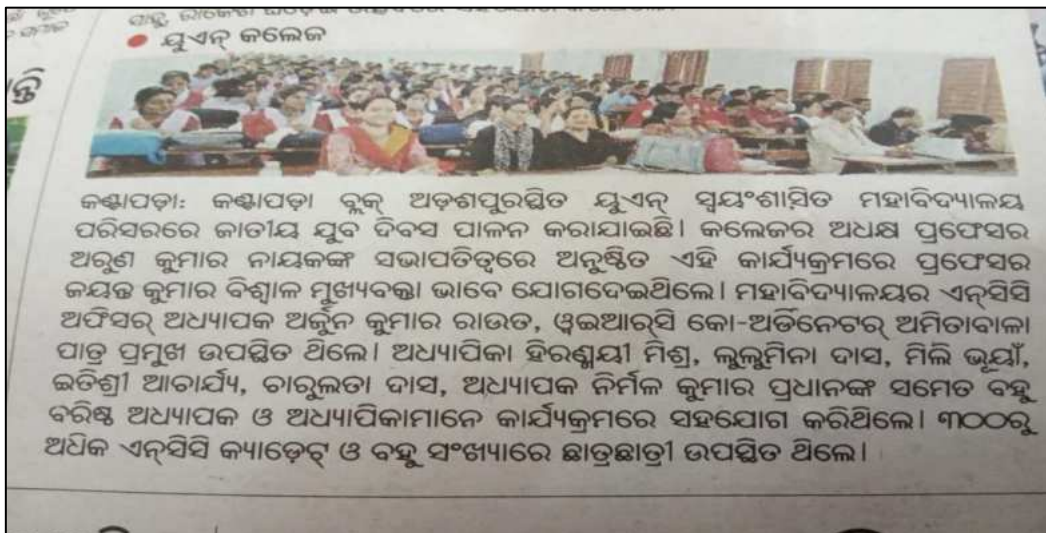 ● ୟୁଏନ୍ କଲେଜ
କଣ୍ଟାପଡ଼ା: କଣ୍ଟାପଡ଼ା ବ୍ଲକ୍ ଅଡ଼ଶପୁରସ୍ଥିତ ୟୁଏନ୍ ସ୍ୱୟଂଶାସିତ ମହାବିଦ୍ୟାଳୟ
ପରିସରରେ ଜାତୀୟ ଯୁବ ଦିବସ ପାଳନ କରାଯାଇଛି। କଲେଜର ଅଧକ୍ଷ ପ୍ରଫେସର
ଅରୁଣ କୁମାର ନାୟକଙ୍କ ସଭାପତିତ୍ୱରେ ଅନୁଷ୍ଠିତ ଏହି କାର୍ଯ୍ୟକ୍ରମରେ ପ୍ରଫେସର
ଜୟନ୍ତ କୁମାର ବିଶ୍ୱାଳ ମୁଖ୍ୟବକ୍ତା ଭାବେ ଯୋଗଦେଇଥିଲେ। ମହାବିଦ୍ୟାଳୟର ଏନ୍‌ସିସି
ଅଫିସର୍ ଅଧ୍ୟାପକ ଅର୍ଜୁନ କୁମାର ରାଉତ, ୱାଇଆର୍‌ସି କୋ-ଅର୍ଡିନେଟର୍ ଅମିତାବାଳା
ପାତ୍ର ପ୍ରମୁଖ ଉପସ୍ଥିତ ଥିଲେ। ଅଧ୍ୟାପିକା ହିରଣ୍ମୟୀ ମିଶ୍ର, ଲୁଲୁମିନା ଦାସ, ମିଲି ଭୂୟାଁ,
ଇତିଶ୍ରୀ ଆଚାର୍ଯ୍ୟ, ଚାରୁଲତା ଦାସ, ଅଧ୍ୟାପକ ନିର୍ମଳ କୁମାର ପ୍ରଧାନଙ୍କ ସମେତ ବହୁ
ବରିଷ୍ଠ ଅଧ୍ୟାପକ ଓ ଅଧ୍ୟାପିକାମାନେ କାର୍ଯ୍ୟକ୍ରମରେ ସହଯୋଗ କରିଥିଲେ। ୩୦୦ରୁ
ଅଧିକ ଏନ୍‌ସିସି କ୍ୟାଡେଟ୍ ଓ ବହୁ ସଂଖ୍ୟାରେ ଛାତ୍ରଛାତ୍ରୀ ଉପସ୍ଥିତ ଥିଲେ।